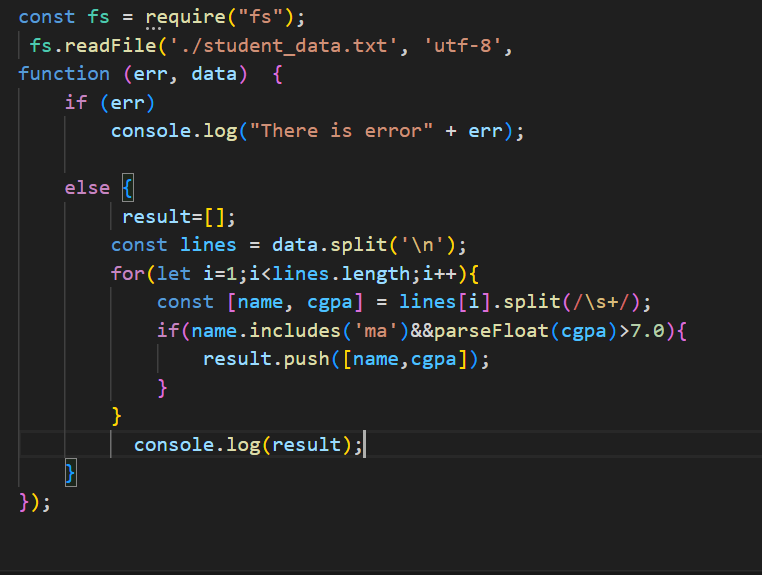 const fs = require("fs");
fs.readFile('./student_data.txt', 'utf-8',
function (err, data)  {
if (err)
console.log("There is error" + err);
else {
result=[];
const lines = data.split('\n');
for(let i=1;i<lines.length;i++){
const [name, cgpa] = lines[i].split(/\s+/);
if(name.includes('ma')&&parseFloat(cgpa)>7.0){
result.push([name,cgpa]);
}
}
console.log(result);
}
});